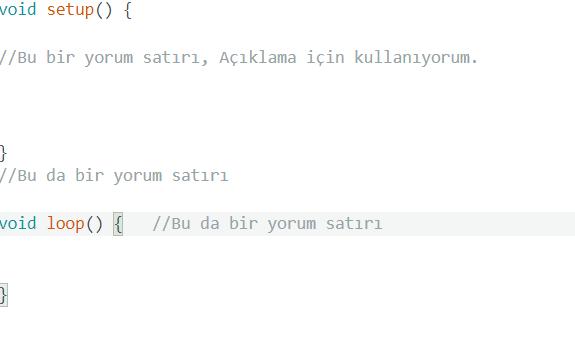 void setup() {
//Bu bir yorum satırı, Açıklama için kullanıyorum.
}
//Bu da bir yorum satırı
void loop() {   //Bu da bir yorum satırı
}